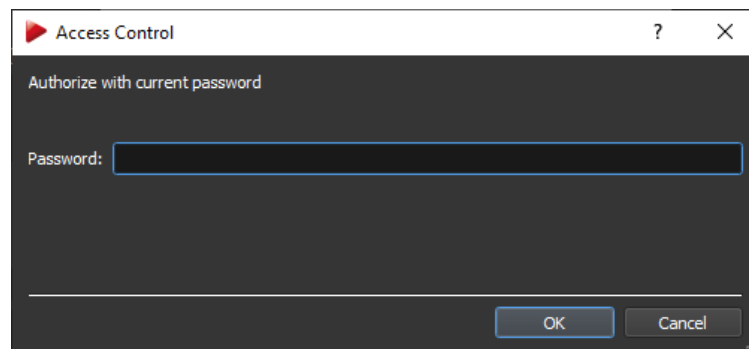 Access Control ?
Authorize with current password
Password:
OK Cancel